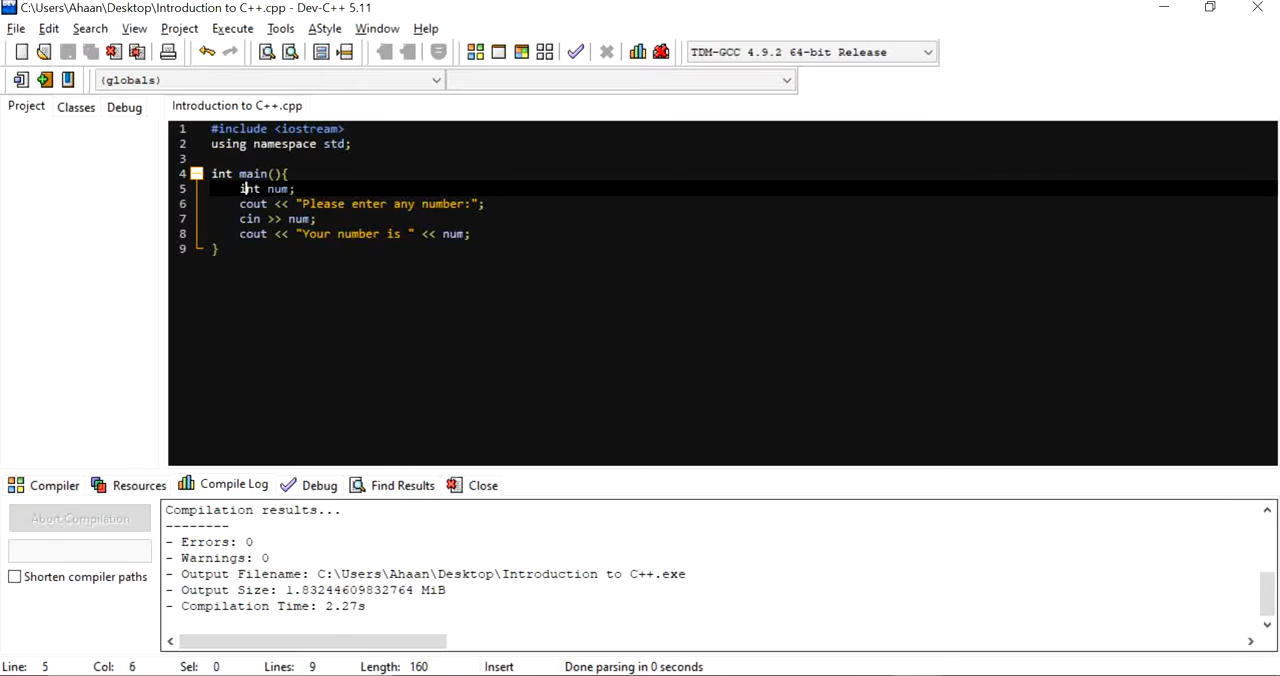 C:\Users\Ahaan\Desktop\Introduction to C++.cpp - Dev-C++ 5.11
File Edit Search View Project Execute Tools AStyle Window Help
TDM-GCC 4.9.2 64-bit Release
(globals)
Project Classes Debug Introduction to C++.cpp
1 #include <iostream>
2 using namespace std;
3
4 int main(){
5 int num;
6 cout << "Please enter any number:";
7 cin >> num;
8 cout << "Your number is " << num;
9 }
Compiler Resources Compile Log Debug Find Results Close
Abort Compilation
Shorten compiler paths
Compilation results...
--------
- Errors: 0
- Warnings: 0
- Output Filename: C:\Users\Ahaan\Desktop\Introduction to C++.exe
- Output Size: 1.83244609832764 MiB
- Compilation Time: 2.27s
Line: 5 Col: 6 Sel: 0 Lines: 9 Length: 160 Insert Done parsing in 0 seconds